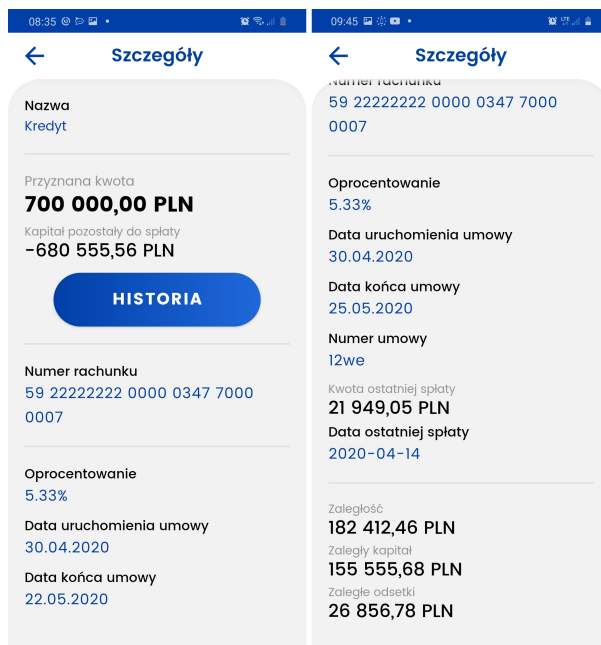 08:35
Szczegóły
Nazwa
Kredyt
Przyznana kwota
700 000,00 PLN
Kapitał pozostały do spłaty
-680 555,56 PLN
HISTORIA
Numer rachunku
59 22222222 0000 0347 7000
0007
Oprocentowanie
5.33%
Data uruchomienia umowy
30.04.2020
Data końca umowy
22.05.2020
09:45
LTE
Szczegóły
Numer rachunku
59 22222222 0000 0347 7000
0007
Oprocentowanie
5.33%
Data uruchomienia umowy
30.04.2020
Data końca umowy
25.05.2020
Numer umowy
12we
Kwota ostatniej spłaty
21 949,05 PLN
Data ostatniej spłaty
2020-04-14
Zaległość
182 412,46 PLN
Zaległy kapitał
155 555,68 PLN
Zaległe odsetki
26 856,78 PLN